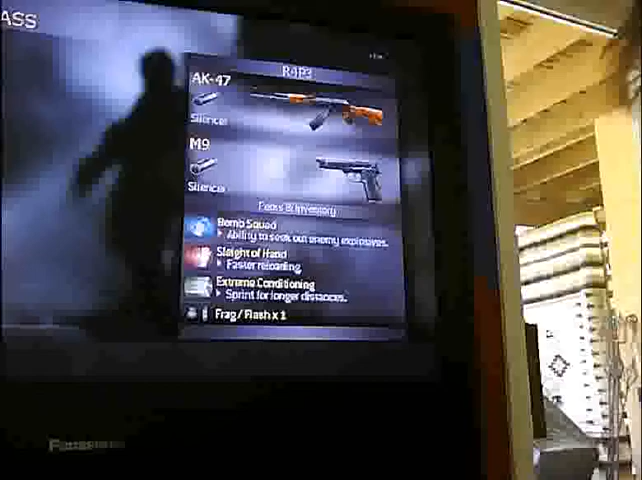 ASS
AK-47
Silencer
M9
Silencer
Perks & Inventory
Bomb Squad
Ability to seek out enemy explosives.
Sleight of Hand
Faster reloading.
Extreme Conditioning
Sprint for longer distances.
Frag / Flash x 1